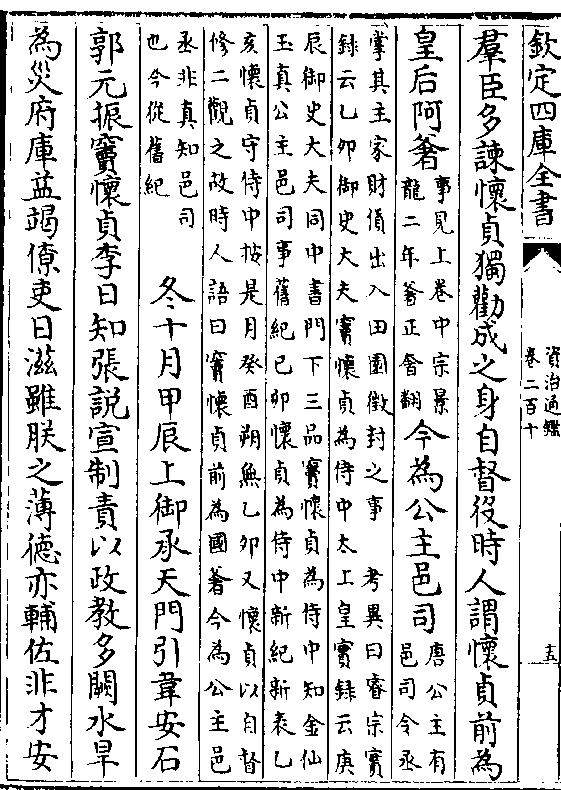 欽定四庫全書
資治通鑑
卷二百十
十五
羣臣多諫懷貞獨勸成之身自督役時人謂懷貞前為
皇后阿㸙
事見上卷中宗景
龍二年㸙正奢翻
今為公主邑司
唐公主有
邑司令丞
掌其主家財貨出入田園徵封之事 考異曰睿宗實
錄云乙卯御史大夫竇懷貞為侍中太上皇實錄云庚
辰御史大夫同中書門下三品竇懷貞為侍中知金仙
玉真公主邑司事舊紀己卯懷貞為侍中新紀新表乙
亥懷貞守侍中按是月癸酉朔無乙卯又懷貞以自督
修二觀之故時人語曰竇懷貞前為國㸙今為公主邑
丞非真知邑司
也今從舊紀
冬十月甲辰上御承天門引韋安石
郭元振竇懷貞李日知張說宣制責以政教多闕水旱
為災府庫益竭僚吏日滋雖朕之薄德亦輔佐非才安